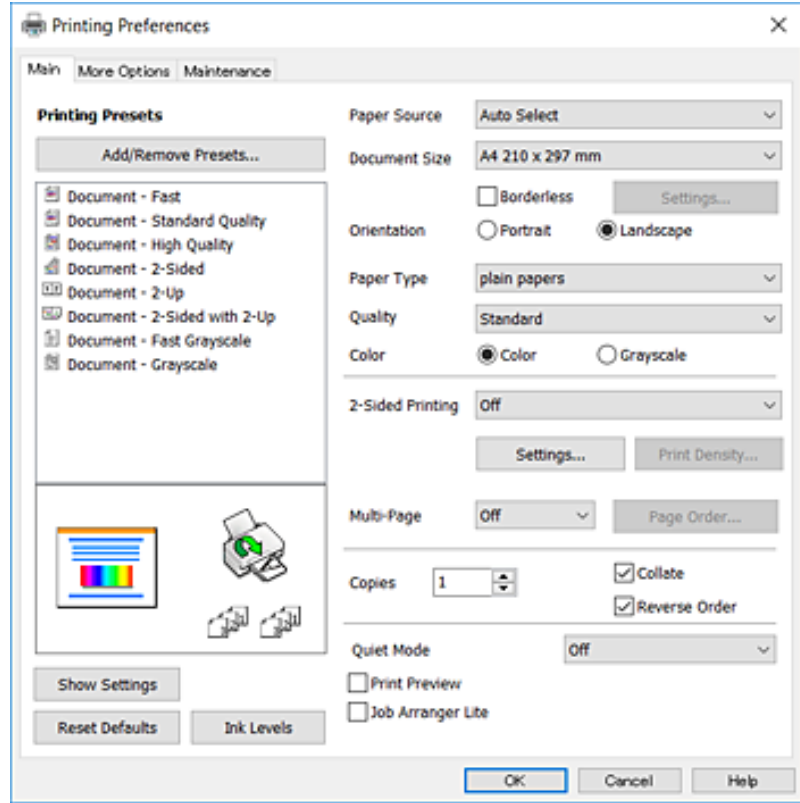 Printing Preferences
Main More Options Maintenance
Printing Presets
Add/Remove Presets...
Document - Fast
Document - Standard Quality
Document - High Quality
Document - 2-Sided
Document - 2-Up
Document - 2-Sided with 2-Up
Document - Fast Grayscale
Document - Grayscale
Show Settings
Reset Defaults Ink Levels
Paper Source Auto Select
Document Size A4 210 x 297 mm
Borderless Settings...
Orientation Portrait Landscape
Paper Type plain papers
Quality Standard
Color Color Grayscale
2-Sided Printing Off
Settings... Print Density...
Multi-Page Off Page Order...
Copies 1 Collate
Reverse Order
Quiet Mode Off
Print Preview
Job Arranger Lite
OK Cancel Help